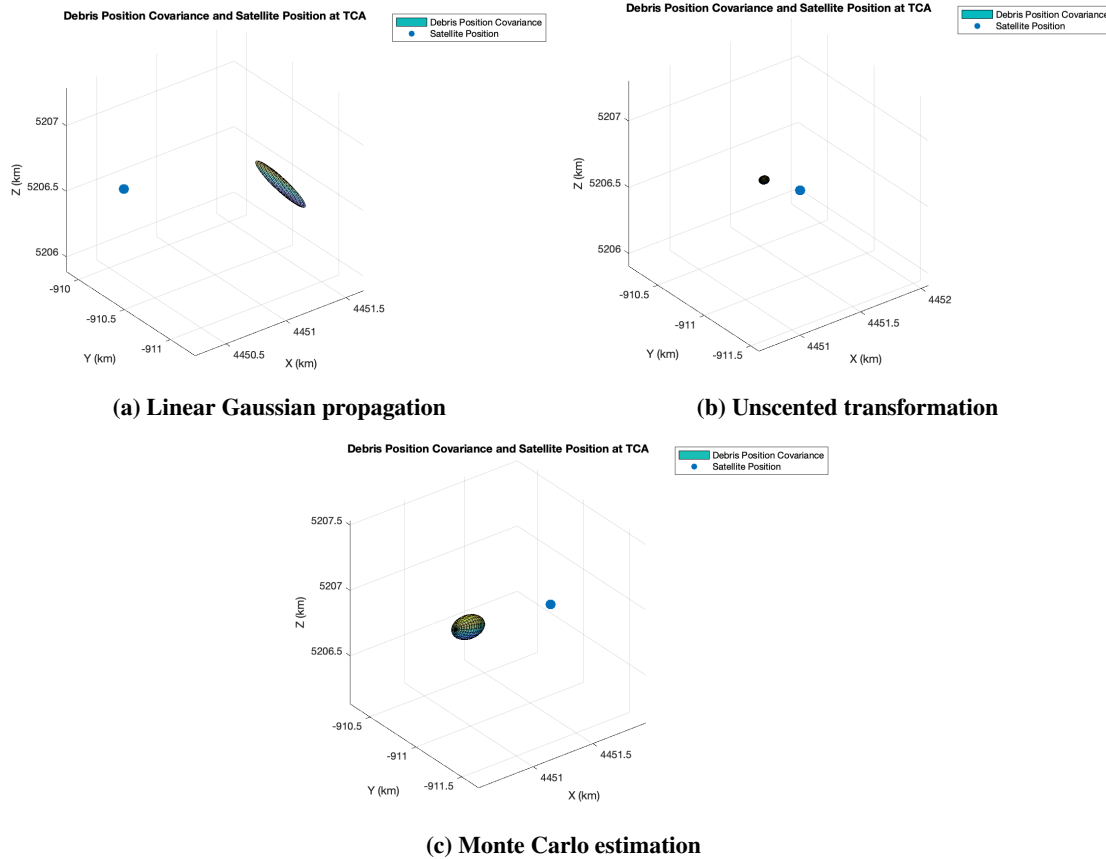 Debris Position Covariance and Satellite Position at TCA
Debris Position Covariance
Satellite Position
5207
5206.5
5206
Z (km)
-910
-910.5
-911
Y (km)
4450.5
4451
4451.5
X (km)
(a) Linear Gaussian propagation
Debris Position Covariance and Satellite Position at TCA
Debris Position Covariance
Satellite Position
5207
5206.5
5206
Z (km)
-910.5
-911
-911.5
Y (km)
4451
4451.5
4452
X (km)
(b) Unscented transformation
Debris Position Covariance and Satellite Position at TCA
Debris Position Covariance
Satellite Position
5207.5
5207
5206.5
Z (km)
-910.5
-911
-911.5
Y (km)
4451
4451.5
X (km)
(c) Monte Carlo estimation